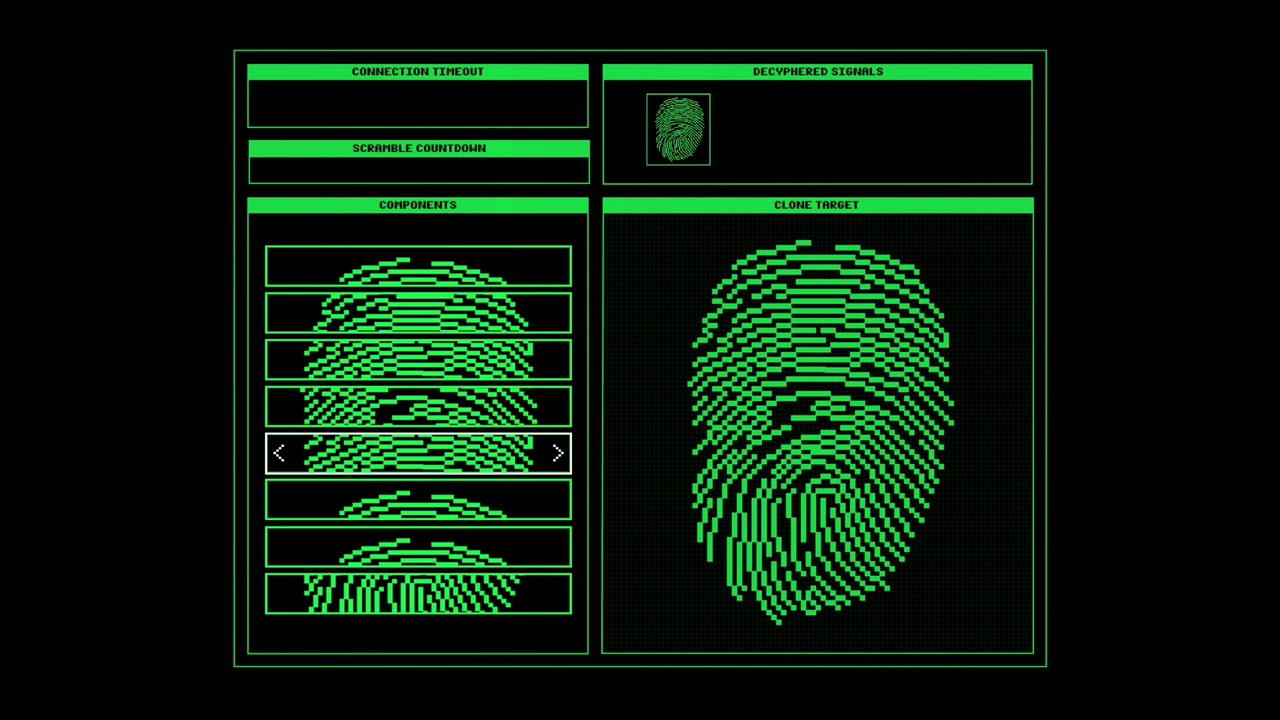 CONNECTION TIMEOUT
DECYPHERED SIGNALS
SCRAMBLE COUNTDOWN
COMPONENTS
CLONE TARGET